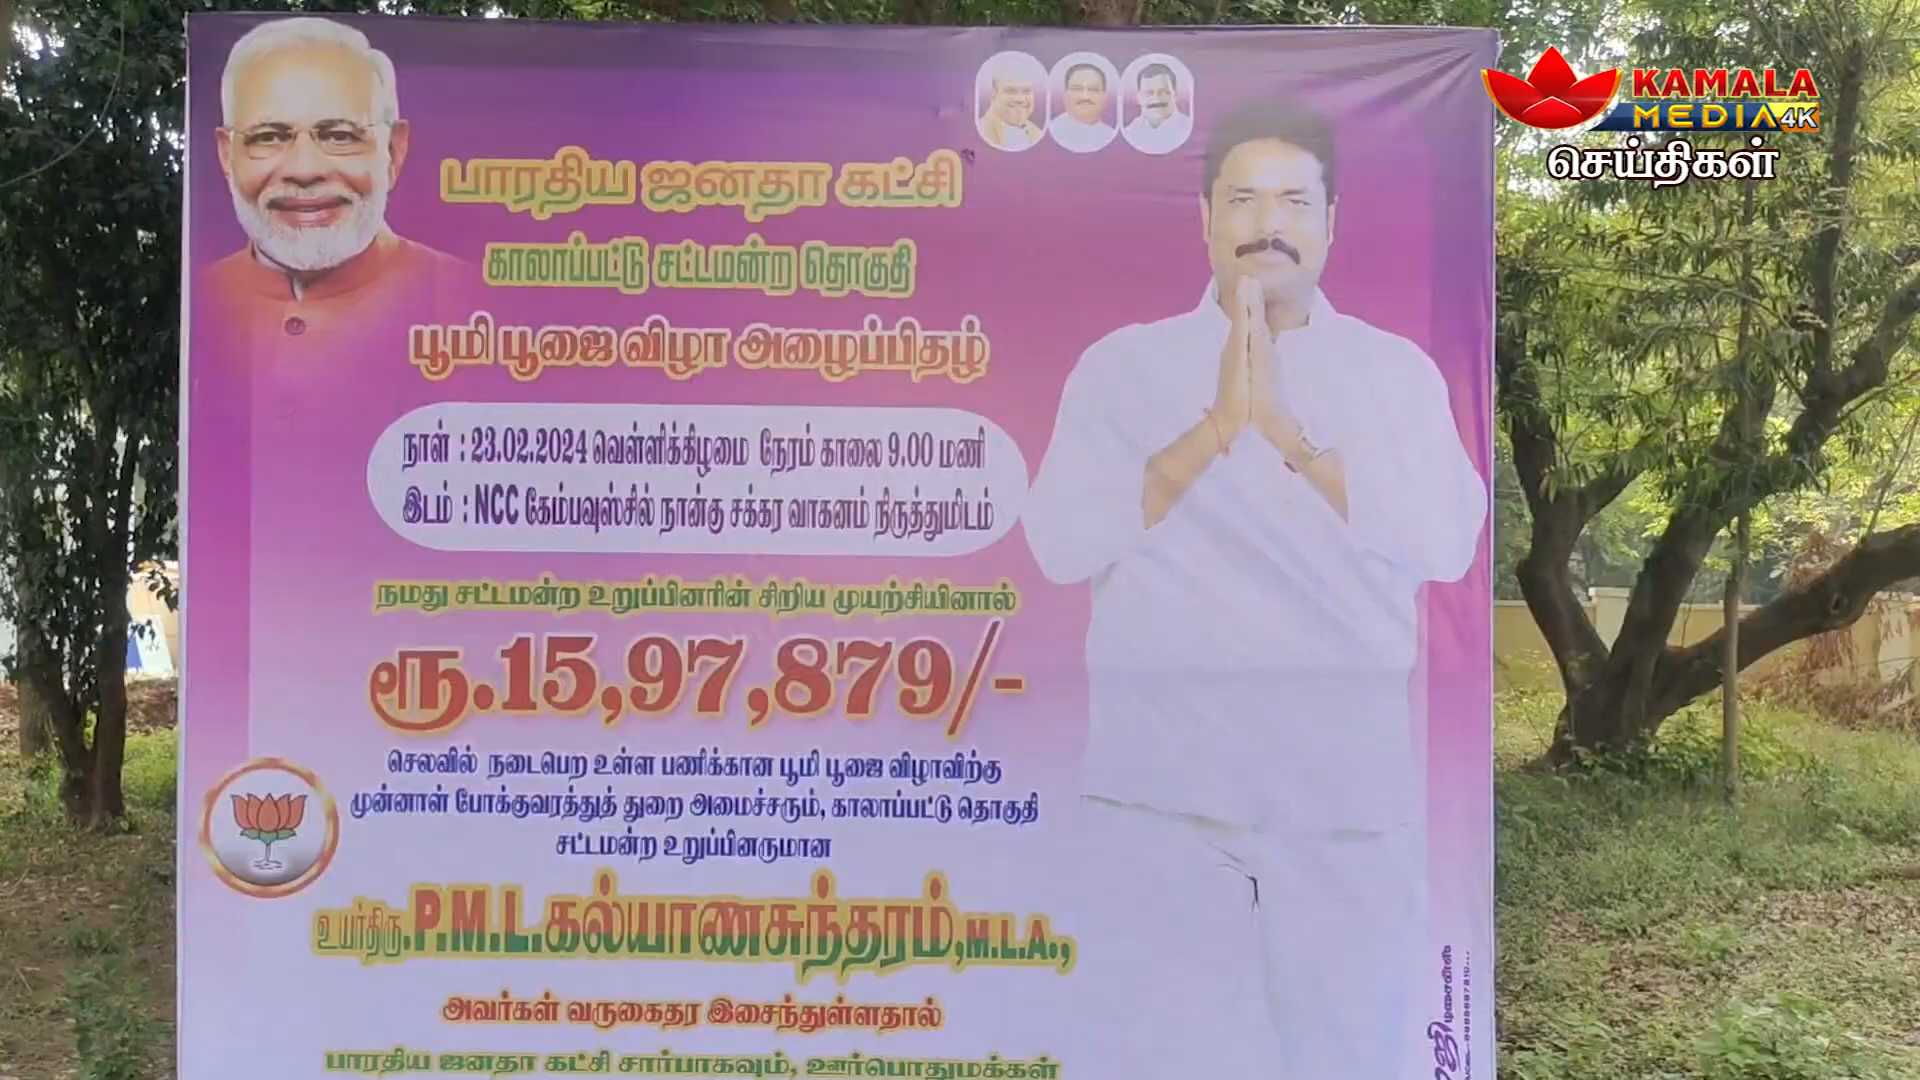 KAMALA
MEDIA 4K
செய்திகள்
பாரதிய ஜனதா கட்சி
காலாப்பட்டு சட்டமன்ற தொகுதி
பூமி பூஜை விழா அழைப்பிதழ்
நாள் : 23.02.2024 வெள்ளிக்கிழமை நேரம் காலை 9.00 மணி
இடம் : NCC கேம்பவுஸ்சில் நான்கு சக்கர வாகனம் நிருத்துமிடம்
நமது சட்டமன்ற உறுப்பினரின் சிறிய முயற்சியினால்
ரூ.15,97,879/-
செலவில் நடைபெற உள்ள பணிக்கான பூமி பூஜை விழாவிற்கு
முன்னாள் போக்குவரத்துத் துறை அமைச்சரும், காலாப்பட்டு தொகுதி
சட்டமன்ற உறுப்பினருமான
உயர்திரு.P.M.L.கல்யாணசுந்தரம்,M.L.A.,
அவர்கள் வருகைதர இசைந்துள்ளதால்
பாரதிய ஜனதா கட்சி சார்பாகவும், ஊர்பொதுமக்கள்